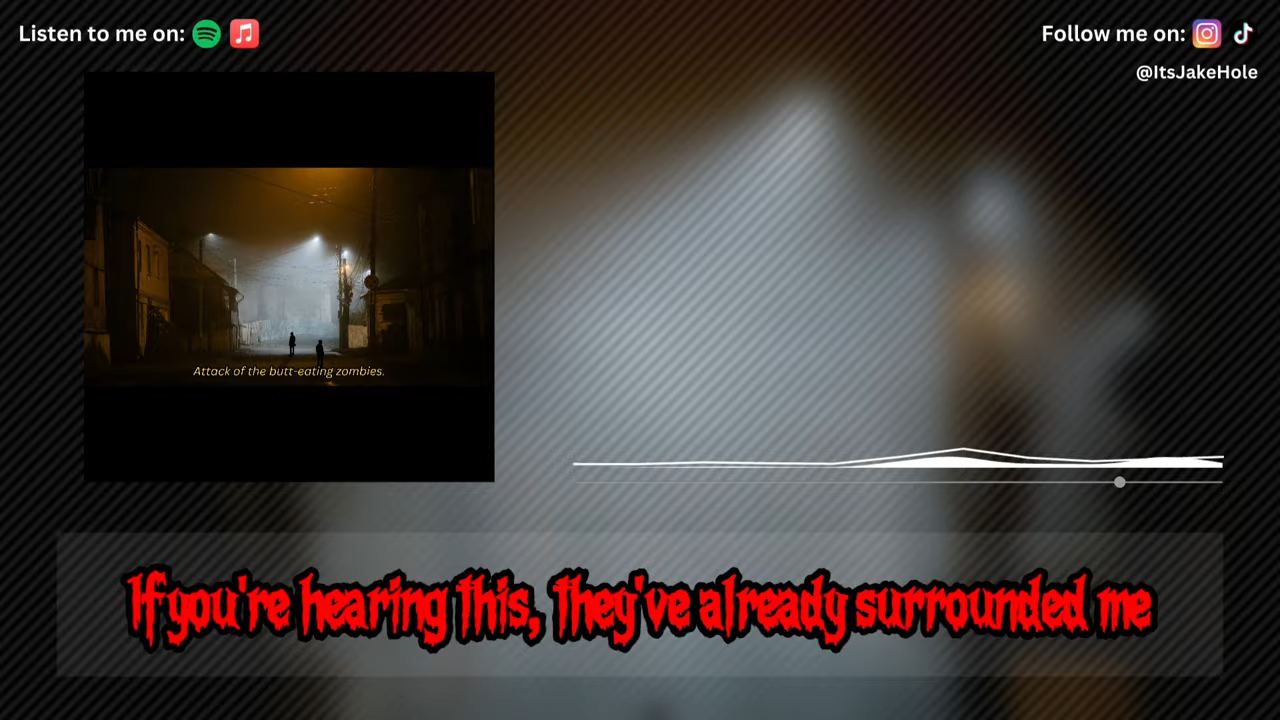 Listen to me on:
Follow me on:
@ItsJakeHole
Attack of the butt-eating zombies.
If you're hearing this, they've already surrounded me